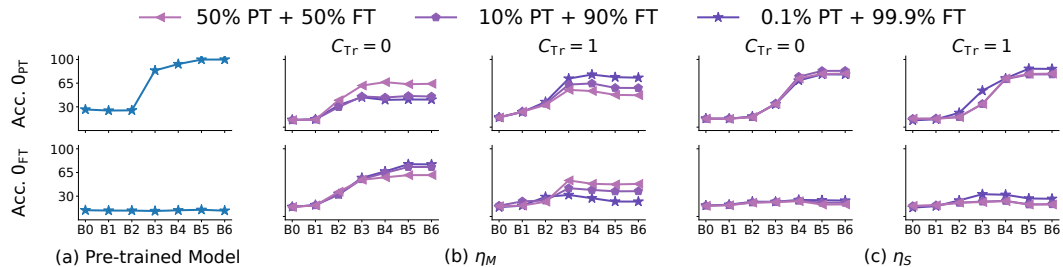 50% PT + 50% FT 10% PT + 90% FT 0.1% PT + 99.9% FT
C_Tr = 0 C_Tr = 1 C_Tr = 0 C_Tr = 1
Acc. 0_PT
100
65
30
Acc. 0_FT
100
65
30
B0 B1 B2 B3 B4 B5 B6 B0 B1 B2 B3 B4 B5 B6 B0 B1 B2 B3 B4 B5 B6 B0 B1 B2 B3 B4 B5 B6 B0 B1 B2 B3 B4 B5 B6
(a) Pre-trained Model (b) η_M (c) η_S